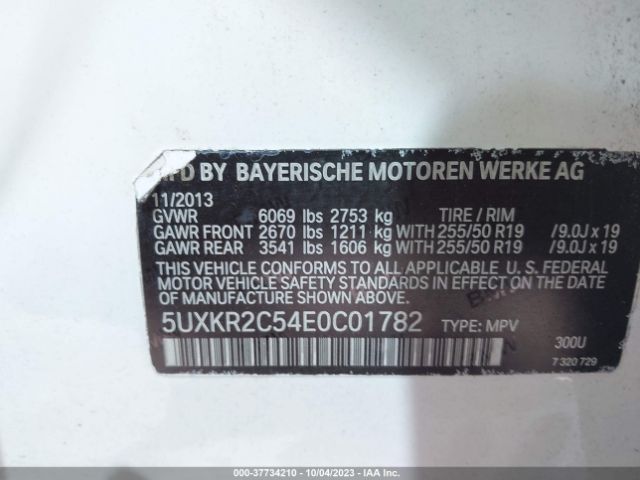 MFD BY BAYERISCHE MOTOREN WERKE AG
11/2013
GVWR 6069 lbs 2753 kg TIRE / RIM
GAWR FRONT 2670 lbs 1211 kg WITH 255/50 R19 /9.0J x 19
GAWR REAR 3541 lbs 1606 kg WITH 255/50 R19 /9.0J x 19
THIS VEHICLE CONFORMS TO ALL APPLICABLE U. S. FEDERAL
MOTOR VEHICLE SAFETY STANDARDS IN EFFECT ON THE DATE
OF MANUFACTURE SHOWN ABOVE.
5UXKR2C54E0C01782 TYPE: MPV
300U
7 320 729
000-37734210 - 10/04/2023 - IAA Inc.